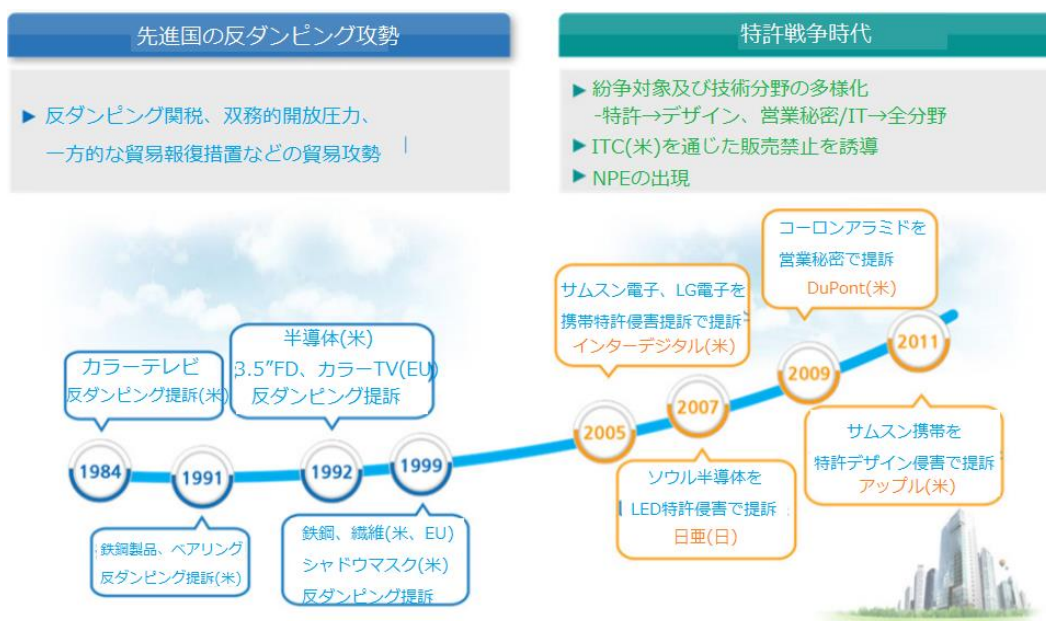 先進国の反ダンピング攻勢
反ダンピング関税、双務的開放圧力、
一方的な貿易報復措置などの貿易攻勢
特許戦争時代
紛争対象及び技術分野の多様化
-特許→デザイン、営業秘密/IT→全分野
ITC(米)を通じた販売禁止を誘導
NPEの出現
カラーテレビ
反ダンピング提訴(米)
半導体(米)
3.5”FD、カラーTV(EU)
反ダンピング提訴
サムスン電子、LG電子を
携帯特許侵害提訴で提訴
インターデジタル(米)
コーロンアラミドを
営業秘密で提訴
DuPont(米)
1984
1991
1992
1999
2005
2007
2009
2011
鉄鋼製品、ベアリング
反ダンピング提訴(米)
鉄鋼、繊維(米、EU)
シャドウマスク(米)
反ダンピング提訴
ソウル半導体を
LED特許侵害で提訴
日亜(日)
サムスン携帯を
特許デザイン侵害で提訴
アップル(米)